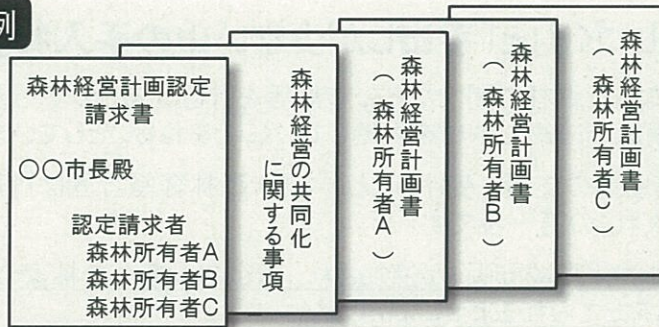 例
森林経営計画認定
請求書
○○市長殿
認定請求者
森林所有者A
森林所有者B
森林所有者C
森林経営の共同化
に関する事項
森林経営計画書
（森林所有者A）
森林経営計画書
（森林所有者B）
森林経営計画書
（森林所有者C）